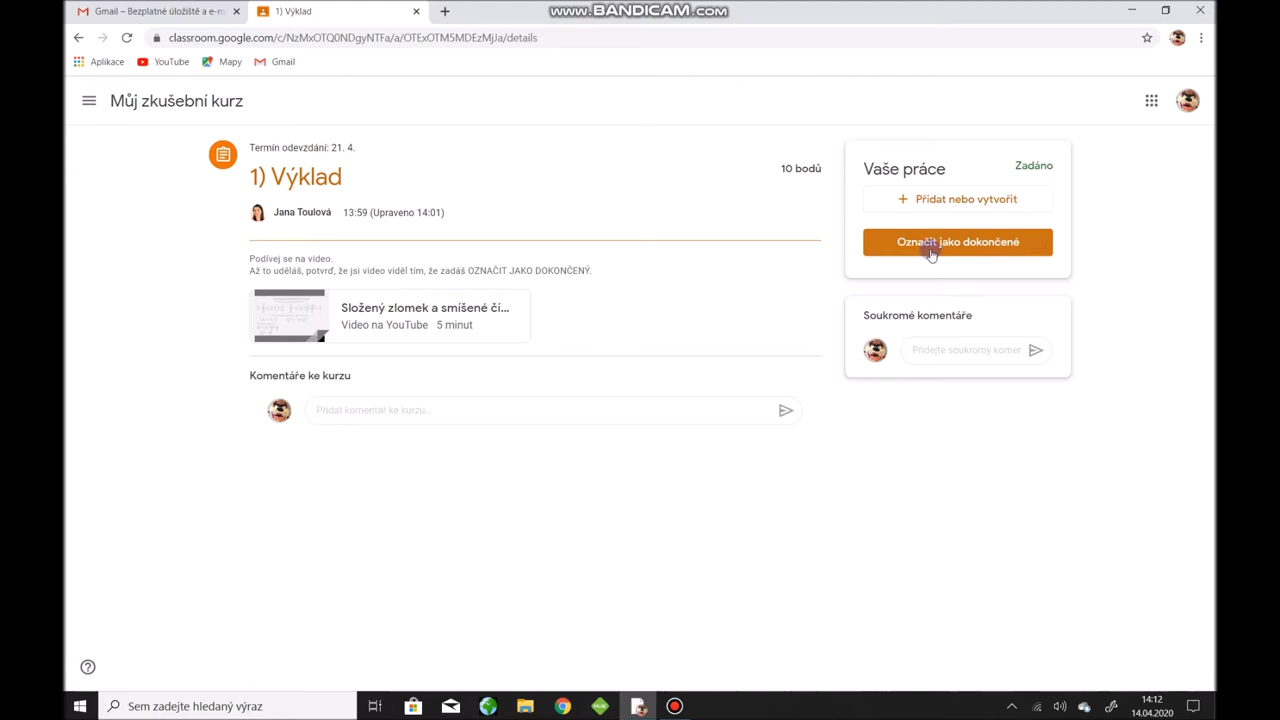 www.BANDICAM.com
Gmail – Bezplatné úložiště a e-m
1) Výklad
classroom.google.com/c/NzMxOTQ0NDgyNTFa/a/OTExOTM5MDEzMjJa/details
Aplikace YouTube Mapy Gmail
Můj zkušební kurz
Termín odevzdání: 21. 4.
1) Výklad
10 bodů
Jana Toulová 13:59 (Upraveno 14:01)
Podívej se na video.
Až to uděláš, potvrď, že jsi video viděl tím, že zadáš OZNAČIT JAKO DOKONČENÝ.
Složený zlomek a smíšené čí...
Video na YouTube 5 minut
Komentáře ke kurzu
Přidat komentář ke kurzu...
Vaše práce
Zadáno
+ Přidat nebo vytvořit
Označit jako dokončené
Soukromé komentáře
Přidejte soukromý komer
Sem zadejte hledaný výraz
14:12
14.04.2020